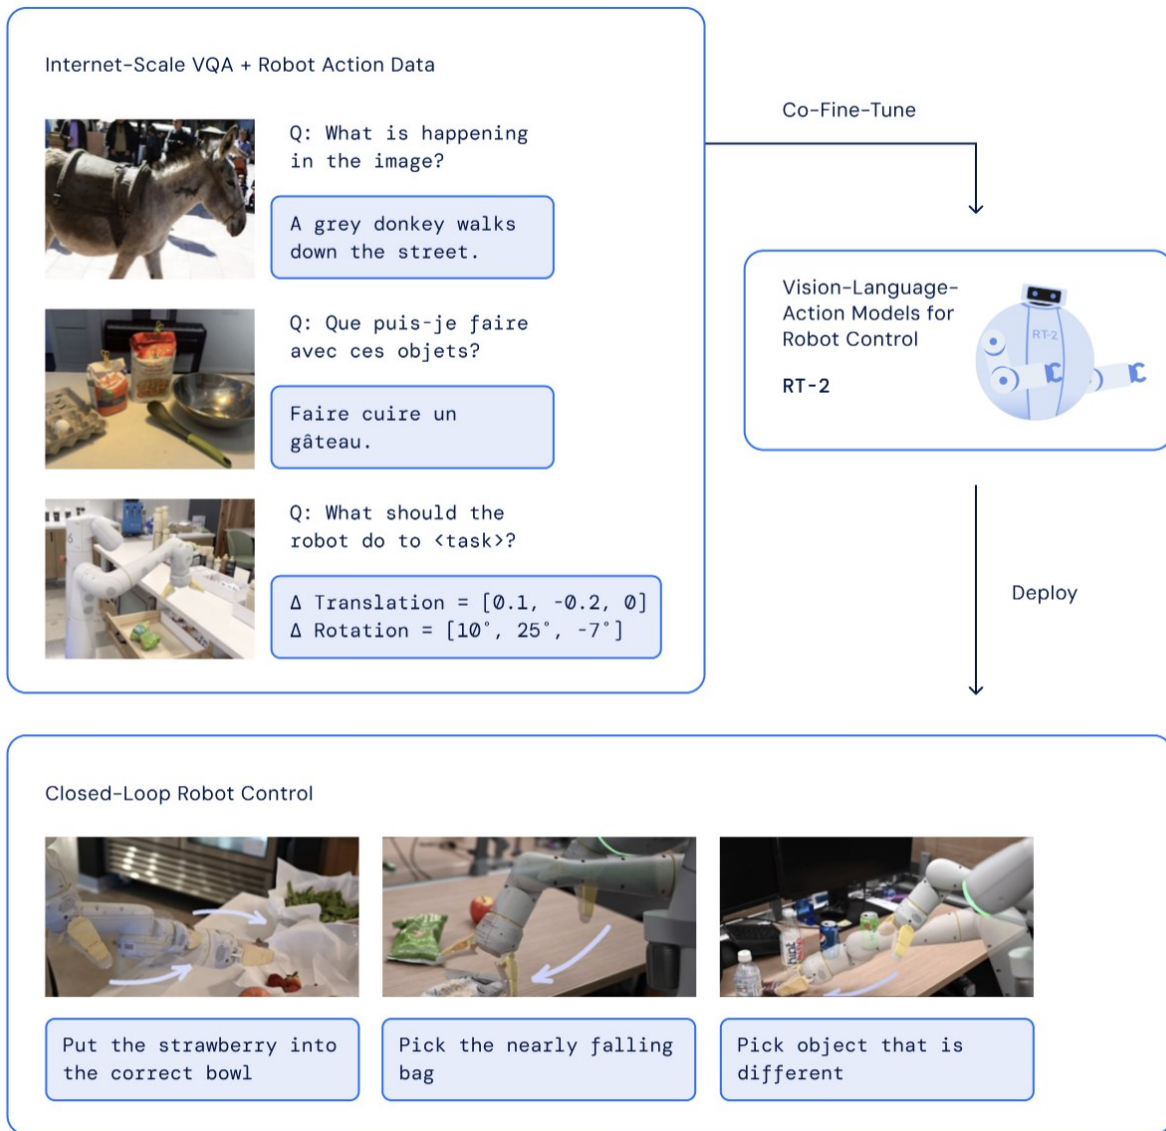 Internet-Scale VQA + Robot Action Data
Q: What is happening
in the image?
A grey donkey walks
down the street.
Q: Que puis-je faire
avec ces objets?
Faire cuire un
gâteau.
Q: What should the
robot do to <task>?
Δ Translation = [0.1, -0.2, 0]
Δ Rotation = [10°, 25°, -7°]
Co-Fine-Tune
Vision-Language-
Action Models for
Robot Control
RT-2
RT-2
Deploy
Closed-Loop Robot Control
Put the strawberry into
the correct bowl
Pick the nearly falling
bag
Pick object that is
different